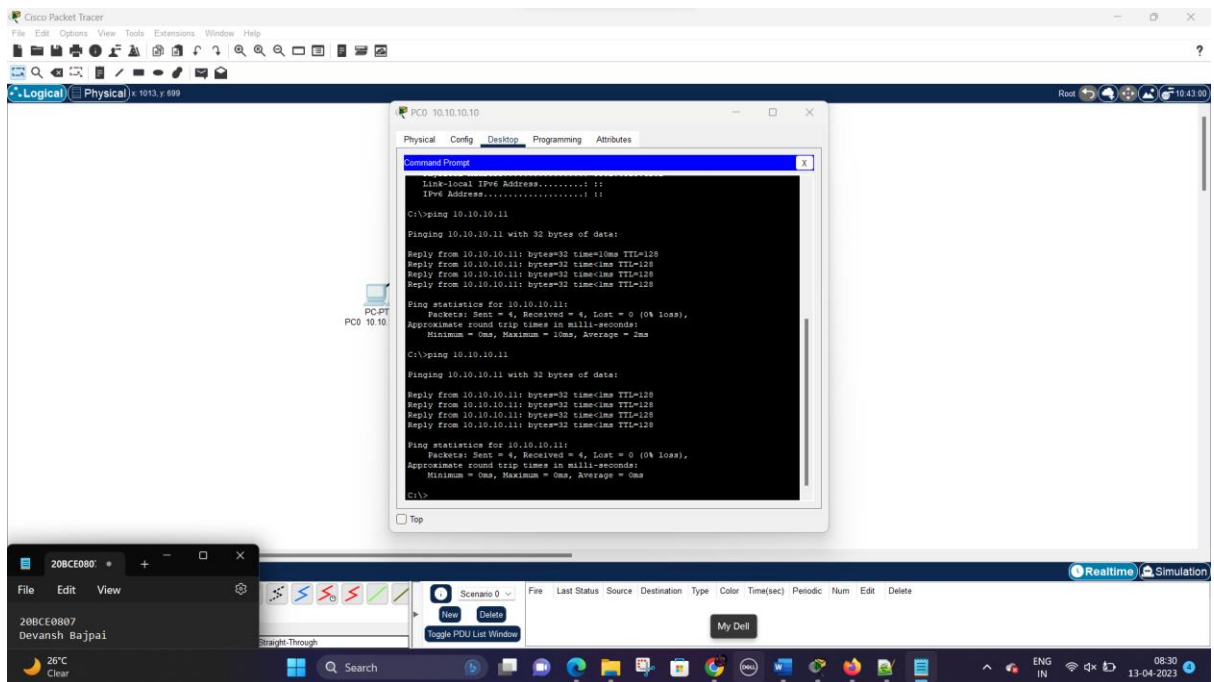 Cisco Packet Tracer
File Edit Options View Tools Extensions Window Help
?
Logical Physical x: 1013, y: 699
Root 10:43:00
PC0 10.10.10.10
Physical Config Desktop Programming Attributes
Command Prompt X
Link-local IPv6 Address.........: ::
IPv6 Address....................: ::
C:\>ping 10.10.10.11
Pinging 10.10.10.11 with 32 bytes of data:
Reply from 10.10.10.11: bytes=32 time=10ms TTL=128
Reply from 10.10.10.11: bytes=32 time<1ms TTL=128
Reply from 10.10.10.11: bytes=32 time<1ms TTL=128
Reply from 10.10.10.11: bytes=32 time<1ms TTL=128
Ping statistics for 10.10.10.11:
Packets: Sent = 4, Received = 4, Lost = 0 (0% loss),
Approximate round trip times in milli-seconds:
Minimum = 0ms, Maximum = 10ms, Average = 2ms
C:\>ping 10.10.10.11
Pinging 10.10.10.11 with 32 bytes of data:
Reply from 10.10.10.11: bytes=32 time<1ms TTL=128
Reply from 10.10.10.11: bytes=32 time<1ms TTL=128
Reply from 10.10.10.11: bytes=32 time<1ms TTL=128
Reply from 10.10.10.11: bytes=32 time<1ms TTL=128
Ping statistics for 10.10.10.11:
Packets: Sent = 4, Received = 4, Lost = 0 (0% loss),
Approximate round trip times in milli-seconds:
Minimum = 0ms, Maximum = 0ms, Average = 0ms
C:\>
Top
PC-PT
PC0 10.10.
Realtime Simulation
20BCE080
File Edit View
20BCE0807
Devansh Bajpai
Straight-Through
Scenario 0
New Delete
Toggle PDU List Window
Fire Last Status Source Destination Type Color Time(sec) Periodic Num Edit Delete
My Dell
26°C
Clear
Search
DELL
ENG
IN
08:30
13-04-2023
4